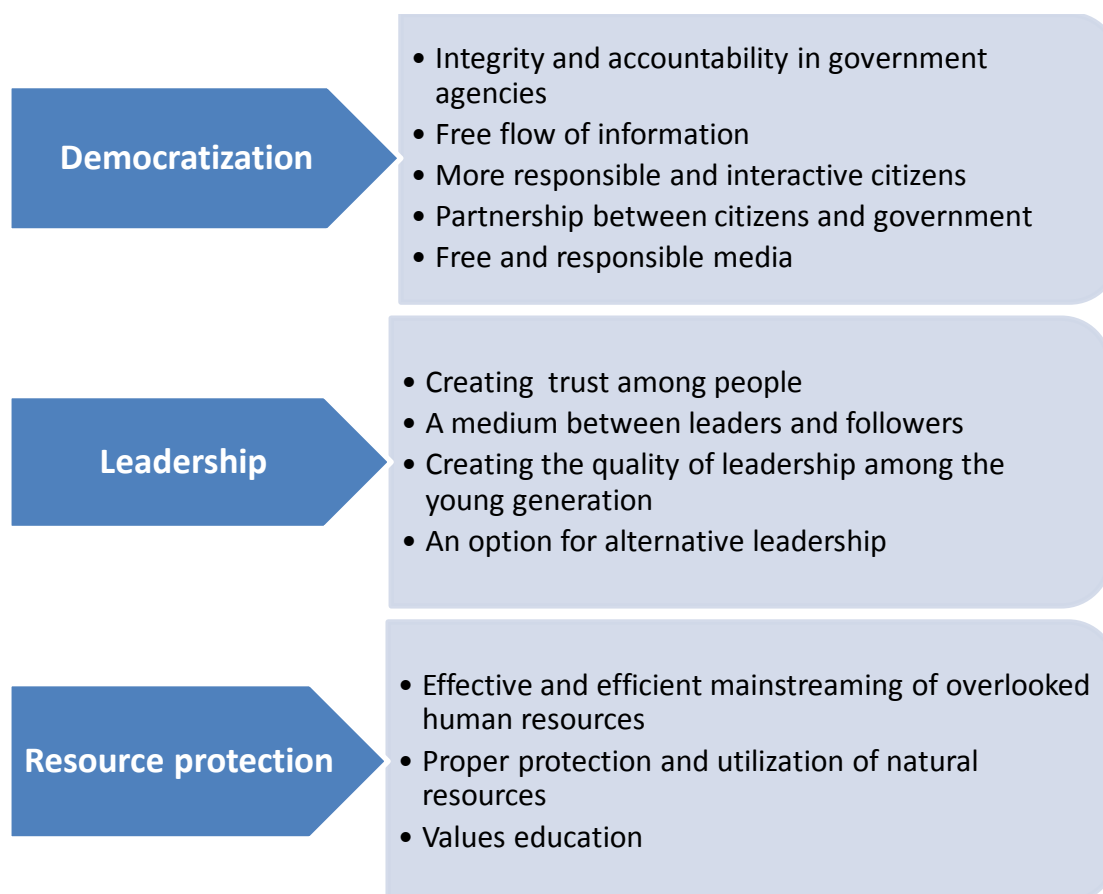 Democratization
• Integrity and accountability in government
agencies
• Free flow of information
• More responsible and interactive citizens
• Partnership between citizens and government
• Free and responsible media
Leadership
• Creating  trust among people
• A medium between leaders and followers
• Creating the quality of leadership among the
young generation
• An option for alternative leadership
Resource protection
• Effective and efficient mainstreaming of overlooked
human resources
• Proper protection and utilization of natural
resources
• Values education